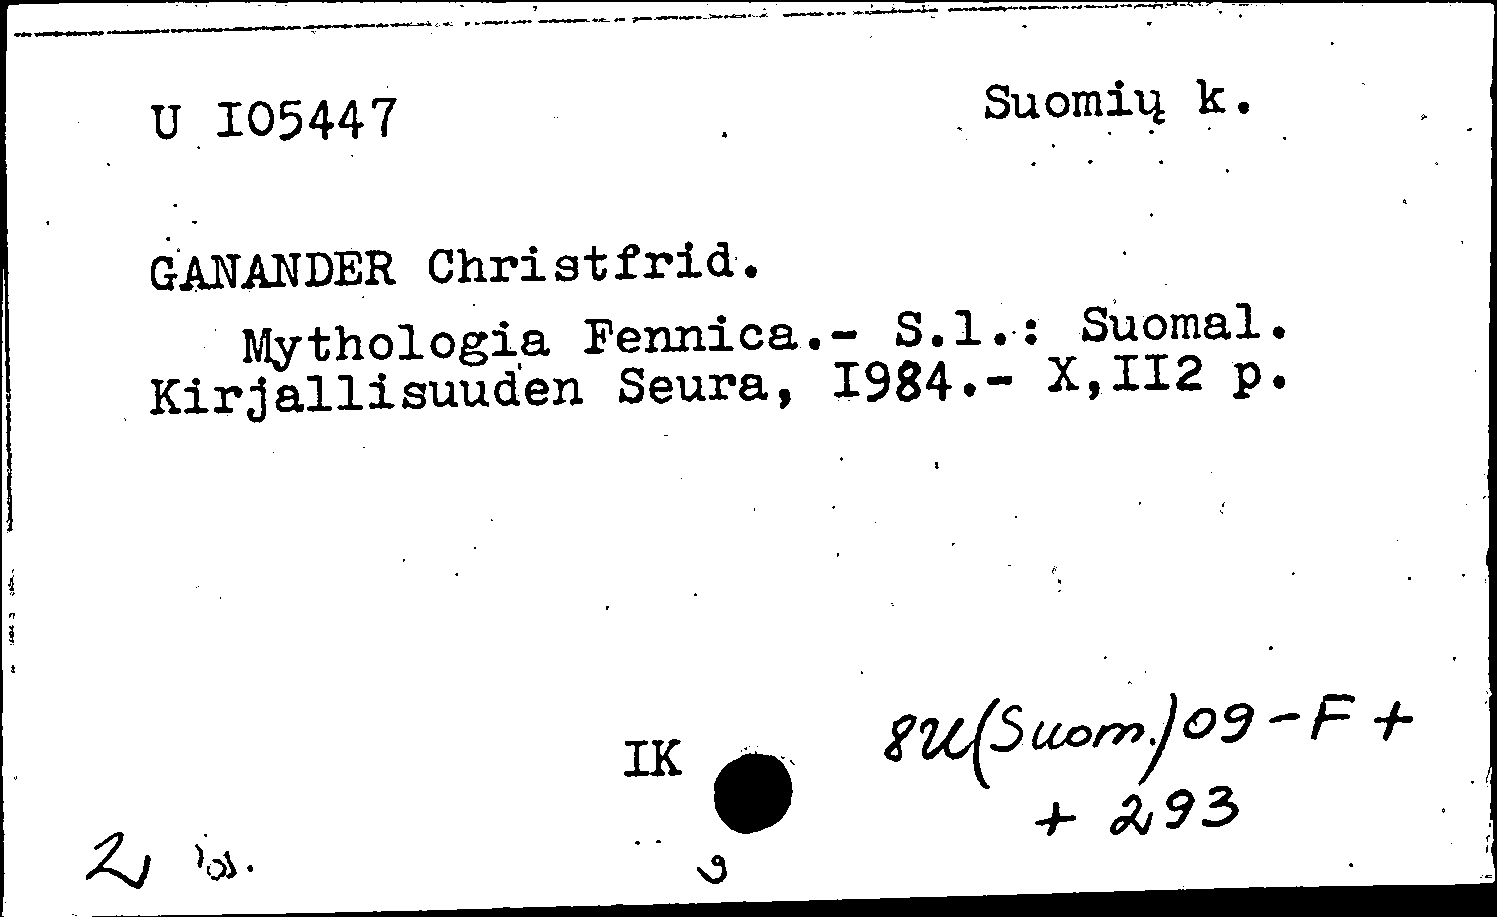 U I05447
Suomių k.
GANANDER Christfrid.
Mythologia Fennica.- S.l.: Suomal.
Kirjallisuuden Seura, I984.- X,II2 p.
8U(Suom.)09-F+
IK
+ 293
2